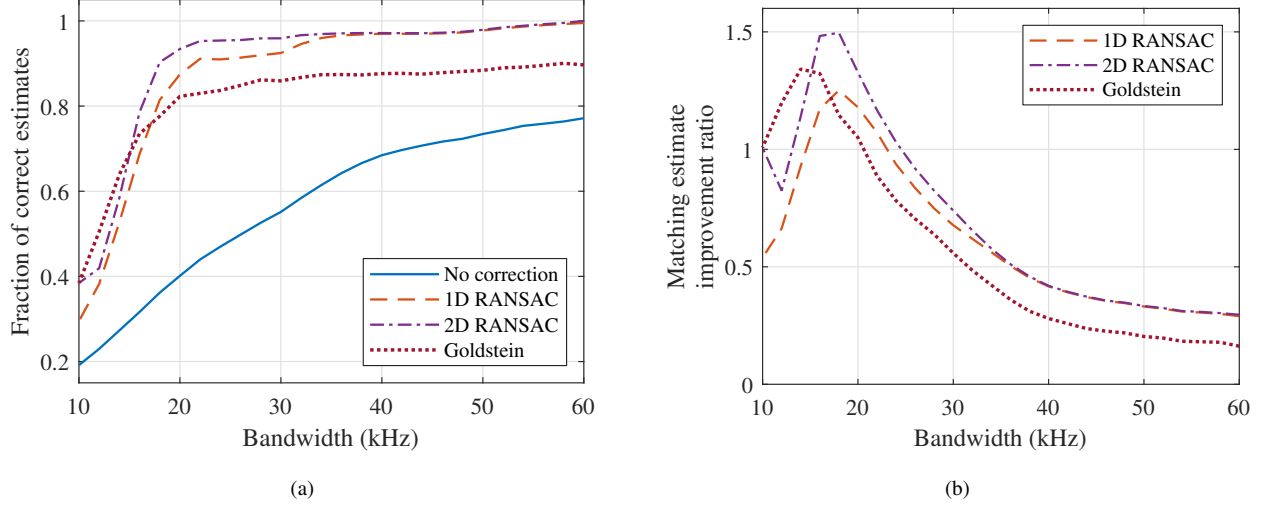 Fraction of correct estimates
1
0.8
0.6
0.4
0.2
No correction
1D RANSAC
2D RANSAC
Goldstein
10 20 30 40 50 60
Bandwidth (kHz)
(a)
Matching estimate
improvement ratio
1.5
1
0.5
0
1D RANSAC
2D RANSAC
Goldstein
10 20 30 40 50 60
Bandwidth (kHz)
(b)